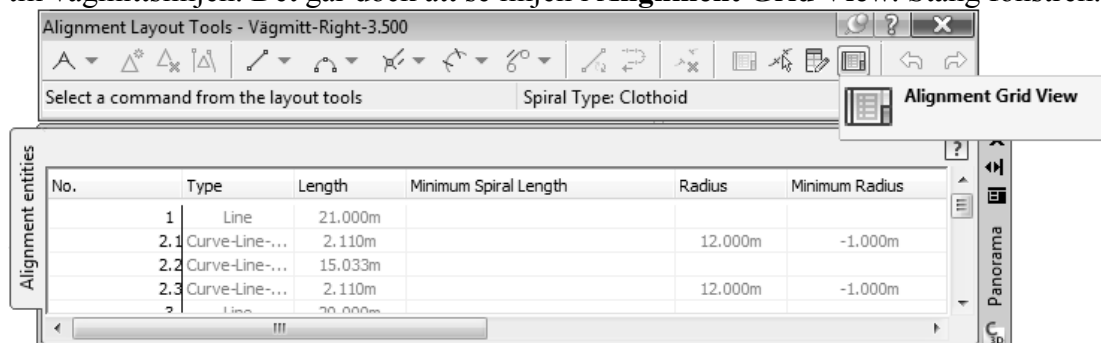 Alignment Layout Tools - Vägmitt-Right-3.500
Select a command from the layout tools
Spiral Type: Clothoid
Alignment Grid View
Alignment entities
No. Type Length Minimum Spiral Length Radius Minimum Radius
1 Line 21.000m
2.1 Curve-Line-... 2.110m 12.000m -1.000m
2.2 Curve-Line-... 15.033m
2.3 Curve-Line-... 2.110m 12.000m -1.000m
Panorama